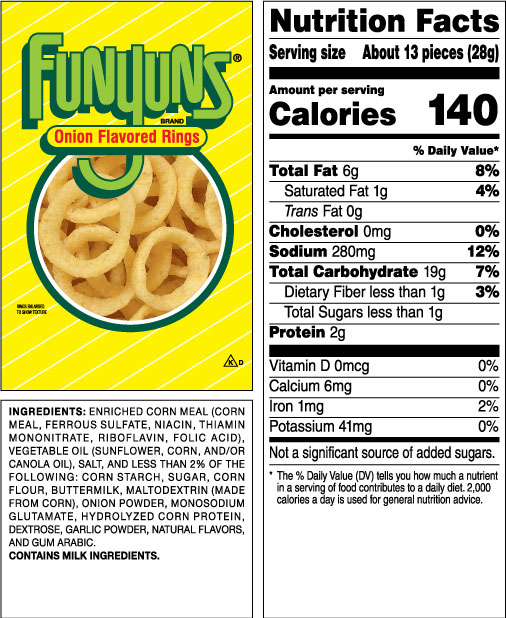 FUNYUNS®
BRAND
Onion Flavored Rings
RINGS ENLARGED
TO SHOW TEXTURE
K D
INGREDIENTS: ENRICHED CORN MEAL (CORN
MEAL, FERROUS SULFATE, NIACIN, THIAMIN
MONONITRATE, RIBOFLAVIN, FOLIC ACID),
VEGETABLE OIL (SUNFLOWER, CORN, AND/OR
CANOLA OIL), SALT, AND LESS THAN 2% OF THE
FOLLOWING: CORN STARCH, SUGAR, CORN
FLOUR, BUTTERMILK, MALTODEXTRIN (MADE
FROM CORN), ONION POWDER, MONOSODIUM
GLUTAMATE, HYDROLYZED CORN PROTEIN,
DEXTROSE, GARLIC POWDER, NATURAL FLAVORS,
AND GUM ARABIC.
CONTAINS MILK INGREDIENTS.
Nutrition Facts
Serving size About 13 pieces (28g)
Amount per serving
Calories 140
% Daily Value*
Total Fat 6g 8%
Saturated Fat 1g 4%
Trans Fat 0g
Cholesterol 0mg 0%
Sodium 280mg 12%
Total Carbohydrate 19g 7%
Dietary Fiber less than 1g 3%
Total Sugars less than 1g
Protein 2g
Vitamin D 0mcg 0%
Calcium 6mg 0%
Iron 1mg 2%
Potassium 41mg 0%
Not a significant source of added sugars.
* The % Daily Value (DV) tells you how much a nutrient
in a serving of food contributes to a daily diet. 2,000
calories a day is used for general nutrition advice.